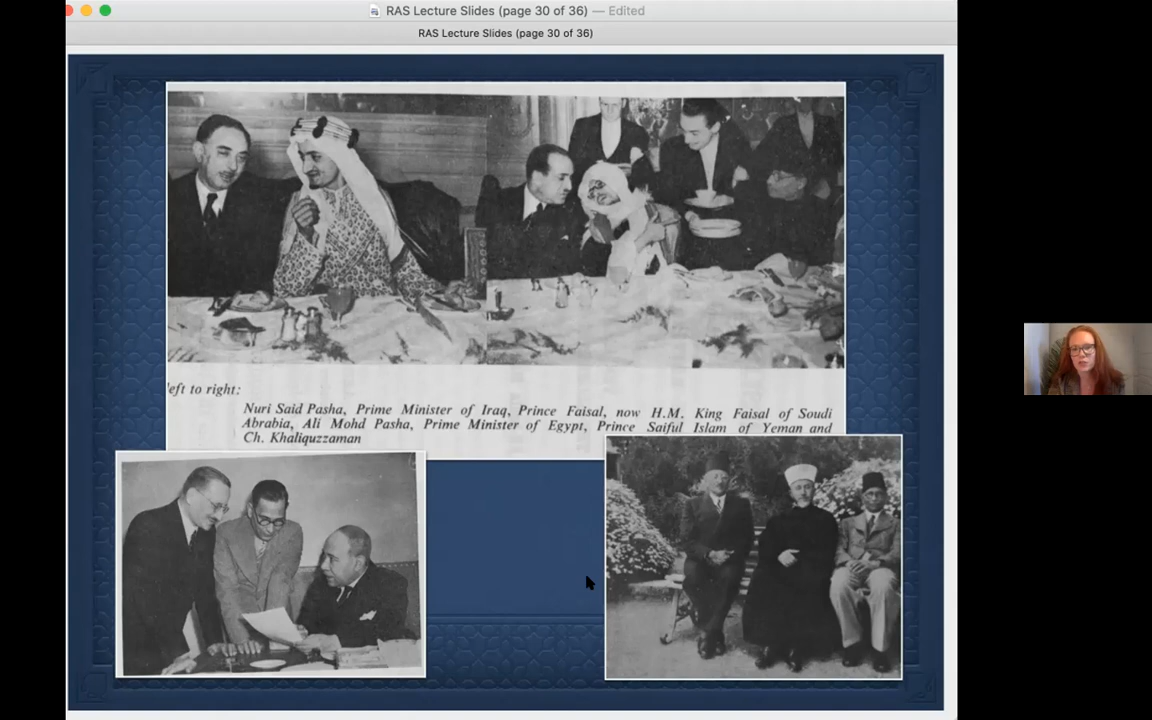 RAS Lecture Slides (page 30 of 36) — Edited
RAS Lecture Slides (page 30 of 36)
left to right:
Nuri Said Pasha, Prime Minister of Iraq, Prince Faisal, now H.M. King Faisal of Soudi
Abrabia, Ali Mohd Pasha, Prime Minister of Egypt, Prince Saiful Islam of Yeman and
Ch. Khaliquzzaman